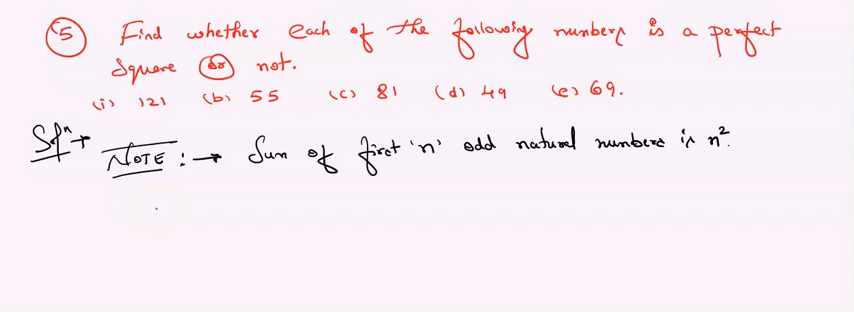 5 Find whether each of the following numbers is a perfect
Square or not.
(i) 121 (b) 55 (c) 81 (d) 49 (e) 69.
Solⁿ→ NOTE :→ Sum of first 'n' odd natural numbers is n².